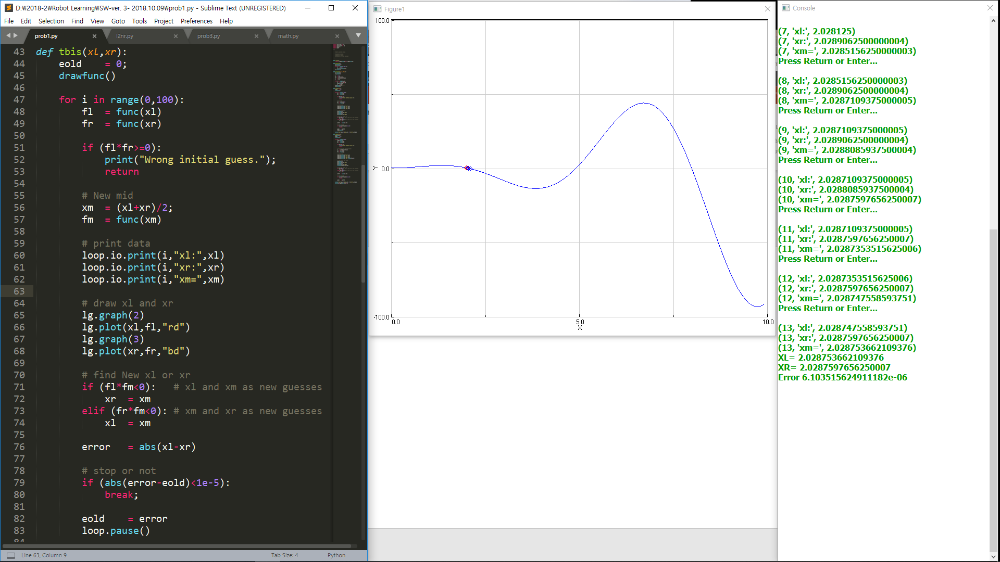 D:\2018-2\Robot Learning\SW-ver. 3- 2018.10.09\prob1.py - Sublime Text (UNREGISTERED)
File Edit Selection Find View Goto Tools Project Preferences Help
prob1.py × l2nr.py × prob3.py × math.py ×
43 def tbis(xl,xr):
44     eold    = 0;
45     drawfunc()
46
47     for i in range(0,100):
48         fl  = func(xl)
49         fr  = func(xr)
50
51         if (fl*fr>=0):
52             print("Wrong initial guess.");
53             return
54
55         # New mid
56         xm  = (xl+xr)/2;
57         fm  = func(xm)
58
59         # print data
60         loop.io.print(i,"xl:",xl)
61         loop.io.print(i,"xr:",xr)
62         loop.io.print(i,"xm=",xm)
63
64         # draw xl and xr
65         lg.graph(2)
66         lg.plot(xl,fl,"rd")
67         lg.graph(3)
68         lg.plot(xr,fr,"bd")
69
70         # find New xl or xr
71         if (fl*fm<0):   # xl and xm as new guesses
72             xr  = xm
73         elif (fr*fm<0): # xm and xr as new guesses
74             xl  = xm
75
76         error   = abs(xl-xr)
77
78         # stop or not
79         if (abs(error-eold)<1e-5):
80             break;
81
82         eold    = error
83         loop.pause()
84
Line 63, Column 9 Tab Size: 4 Python
Figure1
100.0
Y 0.0
-100.0
0.0 5.0 10.0
X
Console
(7, 'xl:', 2.028125)
(7, 'xr:', 2.0289062500000004)
(7, 'xm=', 2.0285156250000003)
Press Return or Enter...
(8, 'xl:', 2.0285156250000003)
(8, 'xr:', 2.0289062500000004)
(8, 'xm=', 2.0287109375000005)
Press Return or Enter...
(9, 'xl:', 2.0287109375000005)
(9, 'xr:', 2.0289062500000004)
(9, 'xm=', 2.0288085937500004)
Press Return or Enter...
(10, 'xl:', 2.0287109375000005)
(10, 'xr:', 2.0288085937500004)
(10, 'xm=', 2.0287597656250007)
Press Return or Enter...
(11, 'xl:', 2.0287109375000005)
(11, 'xr:', 2.0287597656250007)
(11, 'xm=', 2.0287353515625006)
Press Return or Enter...
(12, 'xl:', 2.0287353515625006)
(12, 'xr:', 2.0287597656250007)
(12, 'xm=', 2.028747558593751)
Press Return or Enter...
(13, 'xl:', 2.028747558593751)
(13, 'xr:', 2.0287597656250007)
(13, 'xm=', 2.028753662109376)
XL= 2.028753662109376
XR= 2.0287597656250007
Error 6.103515624911182e-06